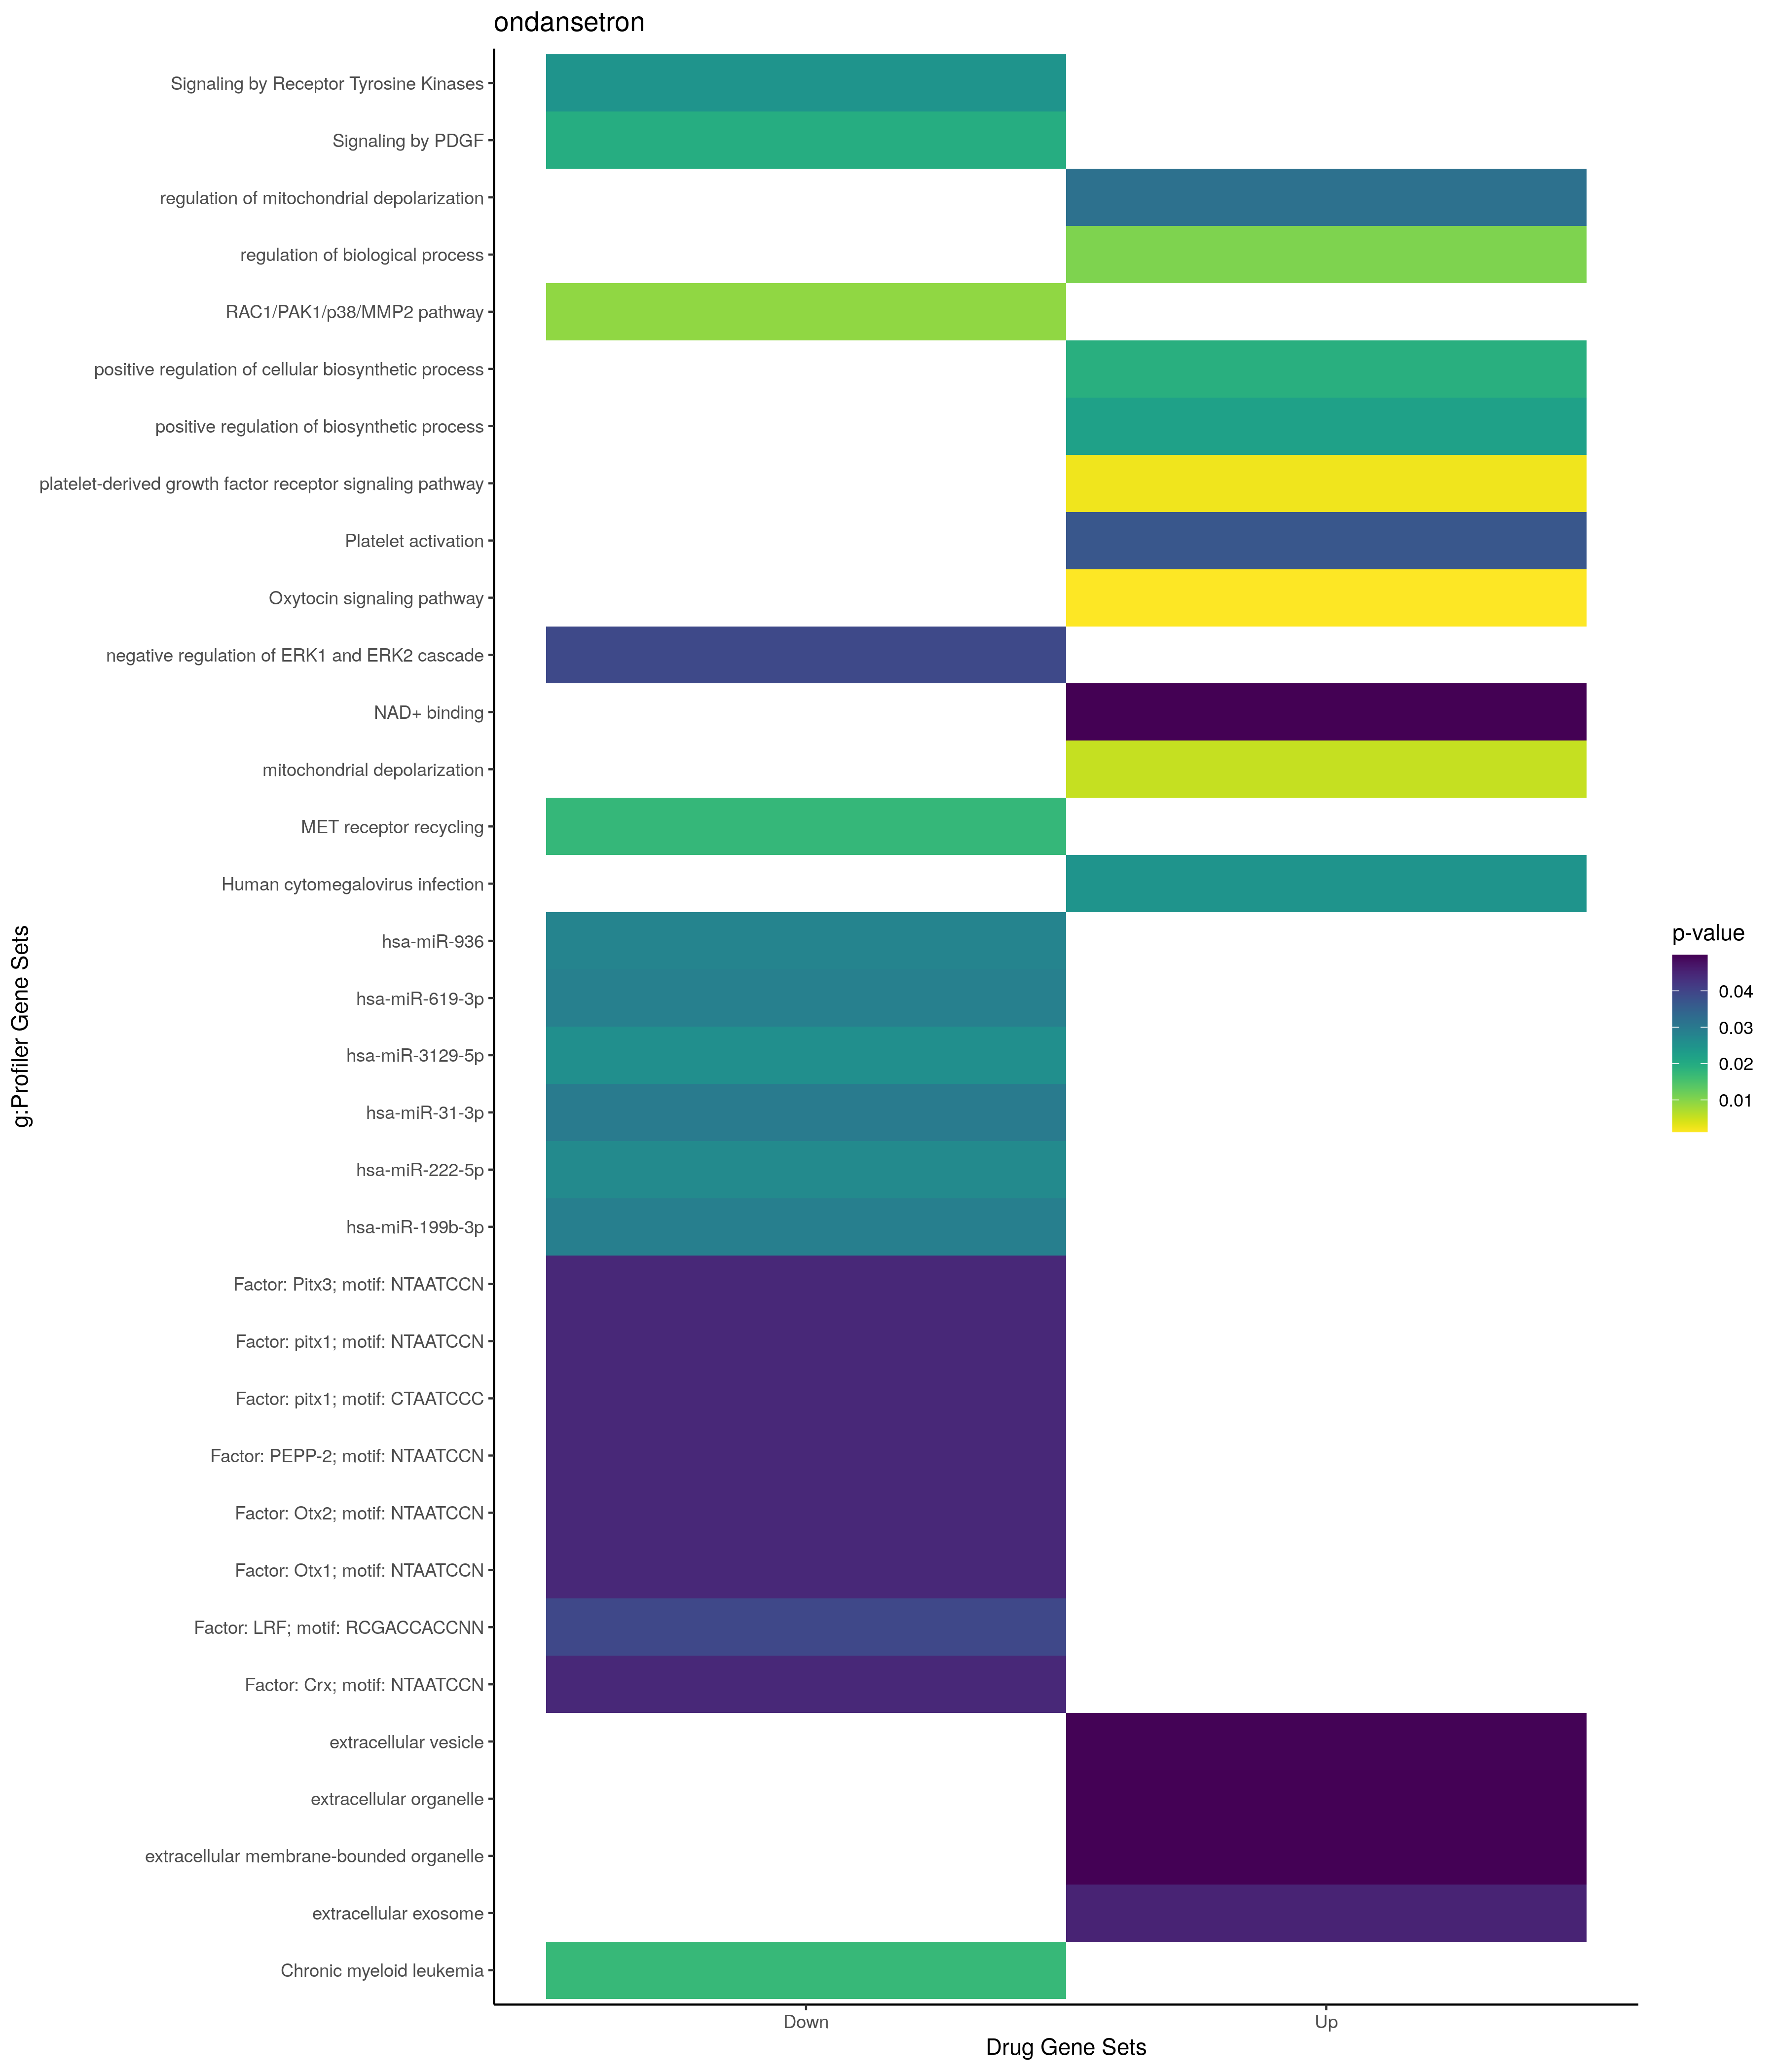 ondansetron
Signaling by Receptor Tyrosine Kinases
Signaling by PDGF
regulation of mitochondrial depolarization
regulation of biological process
RAC1/PAK1/p38/MMP2 pathway
positive regulation of cellular biosynthetic process
positive regulation of biosynthetic process
platelet-derived growth factor receptor signaling pathway
Platelet activation
Oxytocin signaling pathway
negative regulation of ERK1 and ERK2 cascade
NAD+ binding
mitochondrial depolarization
MET receptor recycling
Human cytomegalovirus infection
hsa-miR-936
hsa-miR-619-3p
hsa-miR-3129-5p
hsa-miR-31-3p
hsa-miR-222-5p
hsa-miR-199b-3p
Factor: Pitx3; motif: NTAATCCN
Factor: pitx1; motif: NTAATCCN
Factor: pitx1; motif: CTAATCCC
Factor: PEPP-2; motif: NTAATCCN
Factor: Otx2; motif: NTAATCCN
Factor: Otx1; motif: NTAATCCN
Factor: LRF; motif: RCGACCACCNN
Factor: Crx; motif: NTAATCCN
extracellular vesicle
extracellular organelle
extracellular membrane-bounded organelle
extracellular exosome
Chronic myeloid leukemia
g:Profiler Gene Sets
Down
Up
Drug Gene Sets
p-value
0.04
0.03
0.02
0.01